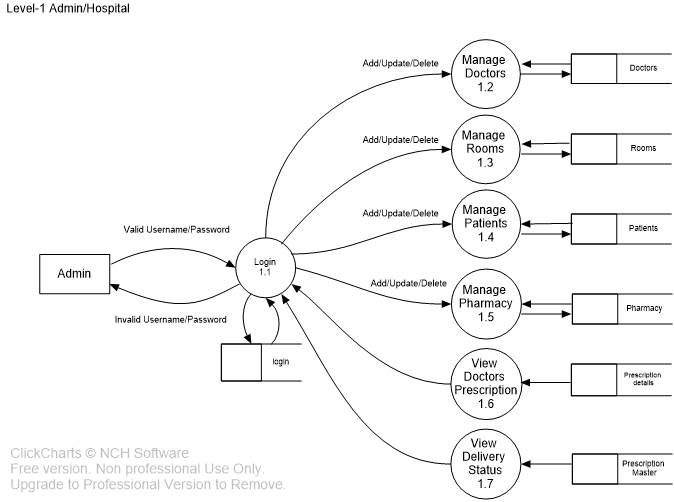 Level-1 Admin/Hospital
Add/Update/Delete
Manage
Doctors
1.2
Doctors
Add/Update/Delete
Manage
Rooms
1.3
Rooms
Add/Update/Delete
Manage
Patients
1.4
Patients
Valid Username/Password
Admin
Login
1.1
Add/Update/Delete
Manage
Pharmacy
1.5
Pharmacy
Invalid Username/Password
login
View
Doctors
Prescription
1.6
Prescription
details
View
Delivery
Status
1.7
Prescription
Master
ClickCharts © NCH Software
Free version. Non professional Use Only.
Upgrade to Professional Version to Remove.